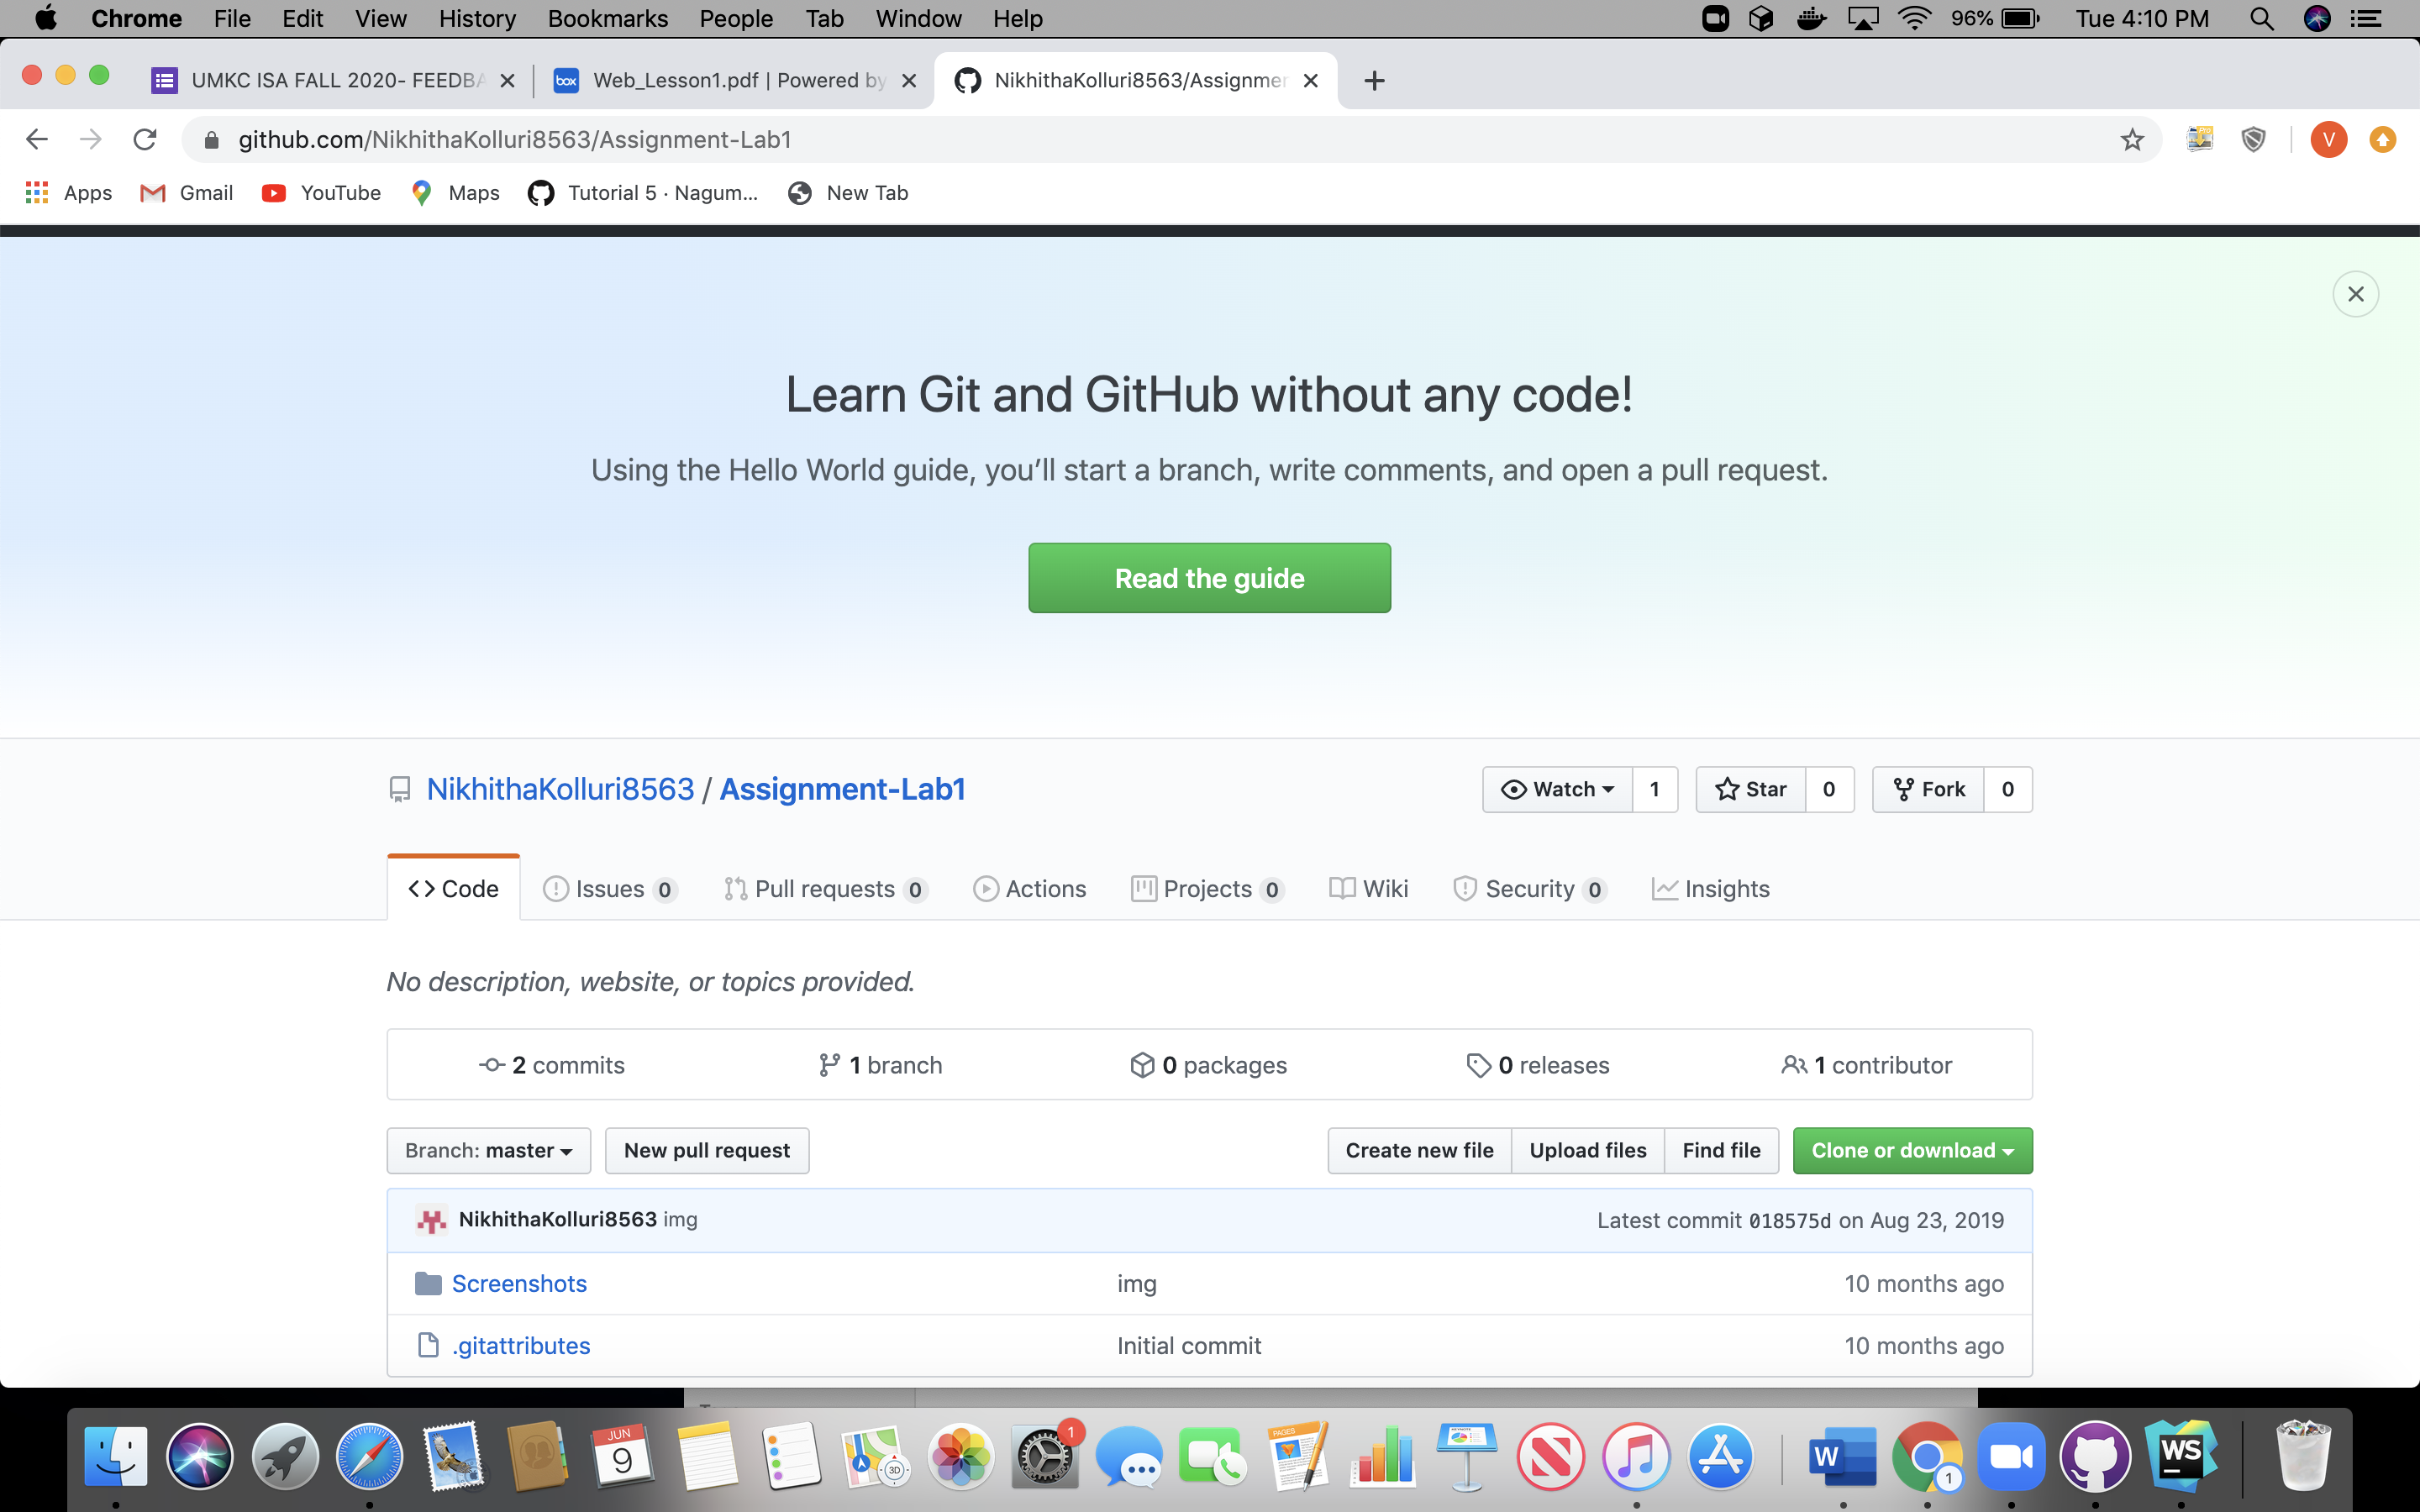 Chrome File Edit View History Bookmarks People Tab Window Help 96% Tue 4:10 PM
UMKC ISA FALL 2020- FEEDBA box Web_Lesson1.pdf | Powered by NikhithaKolluri8563/Assignmen
github.com/NikhithaKolluri8563/Assignment-Lab1 V
Apps Gmail YouTube Maps Tutorial 5 · Nagum... New Tab
Learn Git and GitHub without any code!
Using the Hello World guide, you’ll start a branch, write comments, and open a pull request.
Read the guide
NikhithaKolluri8563 / Assignment-Lab1 Watch 1 Star 0 Fork 0
Code Issues 0 Pull requests 0 Actions Projects 0 Wiki Security 0 Insights
No description, website, or topics provided.
2 commits 1 branch 0 packages 0 releases 1 contributor
Branch: master New pull request Create new file Upload files Find file Clone or download
NikhithaKolluri8563 img Latest commit 018575d on Aug 23, 2019
Screenshots img 10 months ago
.gitattributes Initial commit 10 months ago
JUN 9 3D 1 PAGES W 1 WS